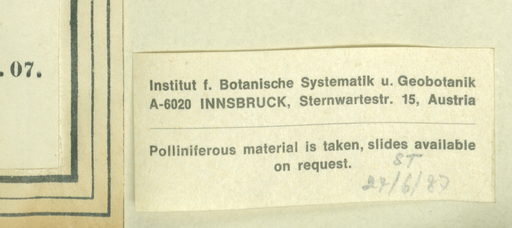 . 07.
Institut f. Botanische Systematik u. Geobotanik
A-6020 INNSBRUCK, Sternwartestr. 15, Austria
Polliniferous material is taken, slides available
on request.
ST
27/6/87